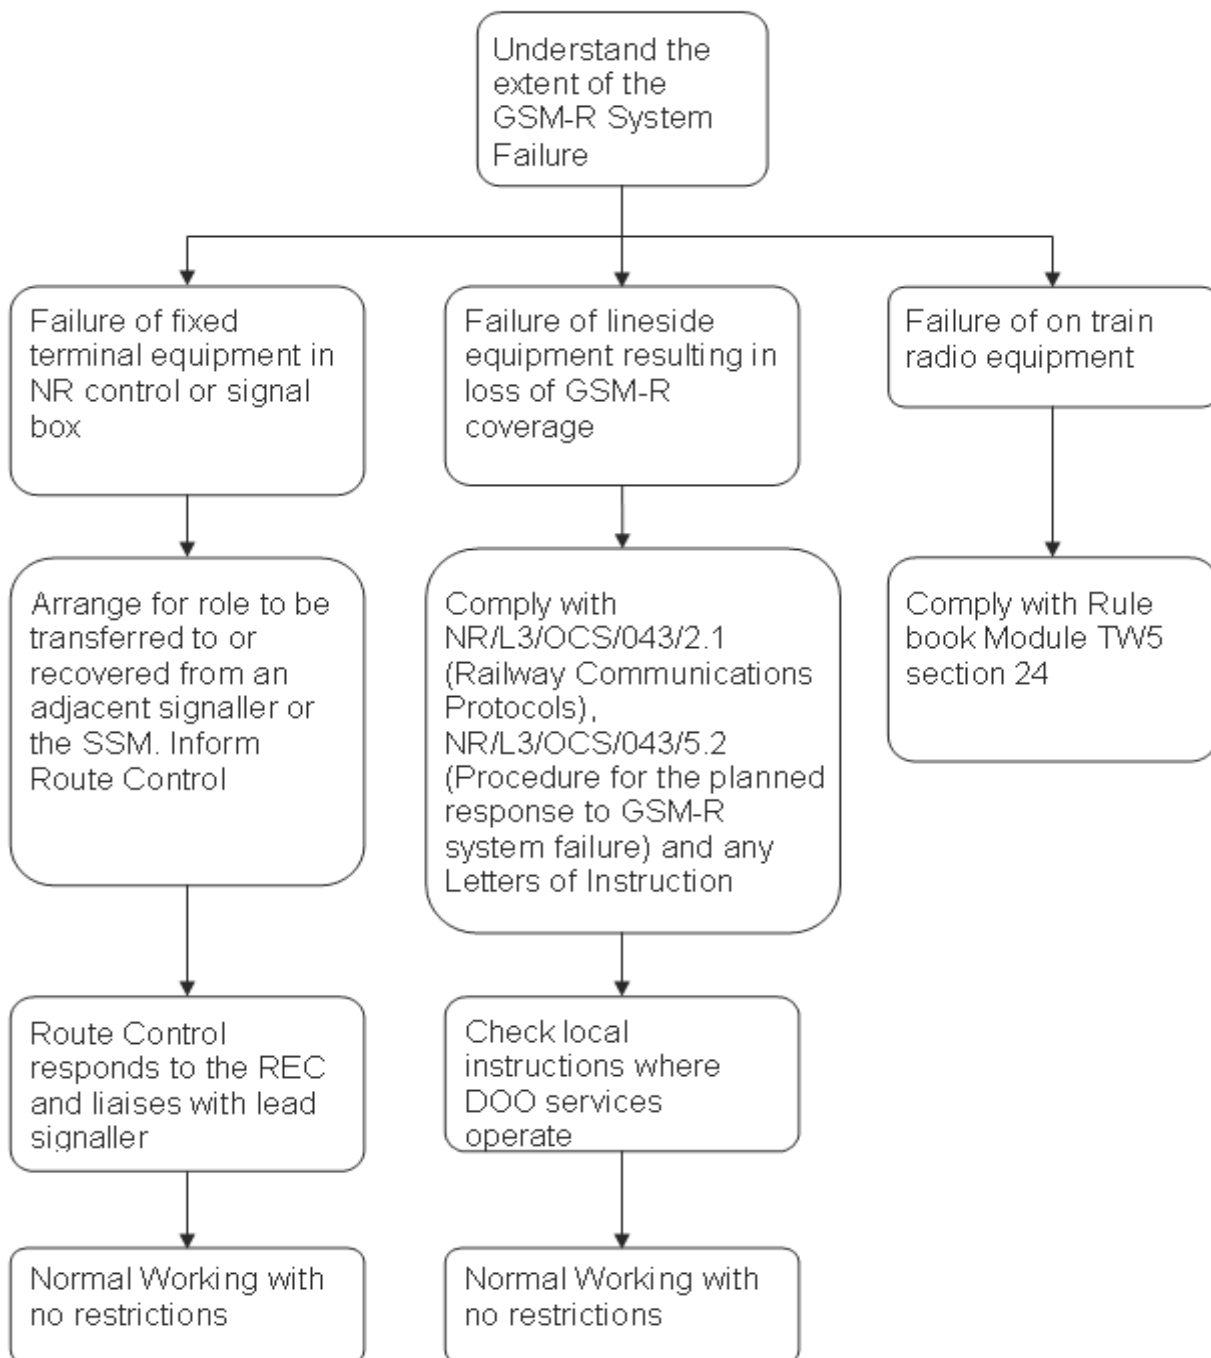 Understand the
extent of the
GSM-R System
Failure
Failure of fixed
terminal equipment in
NR control or signal
box
Failure of lineside
equipment resulting in
loss of GSM-R
coverage
Failure of on train
radio equipment
Arrange for role to be
transferred to or
recovered from an
adjacent signaller or
the SSM. Inform
Route Control
Comply with
NR/L3/OCS/043/2.1
(Railway Communications
Protocols),
NR/L3/OCS/043/5.2
(Procedure for the planned
response to GSM-R
system failure) and any
Letters of Instruction
Comply with Rule
book Module TW5
section 24
Route Control
responds to the REC
and liaises with lead
signaller
Check local
instructions where
DOO services
operate
Normal Working with
no restrictions
Normal Working with
no restrictions